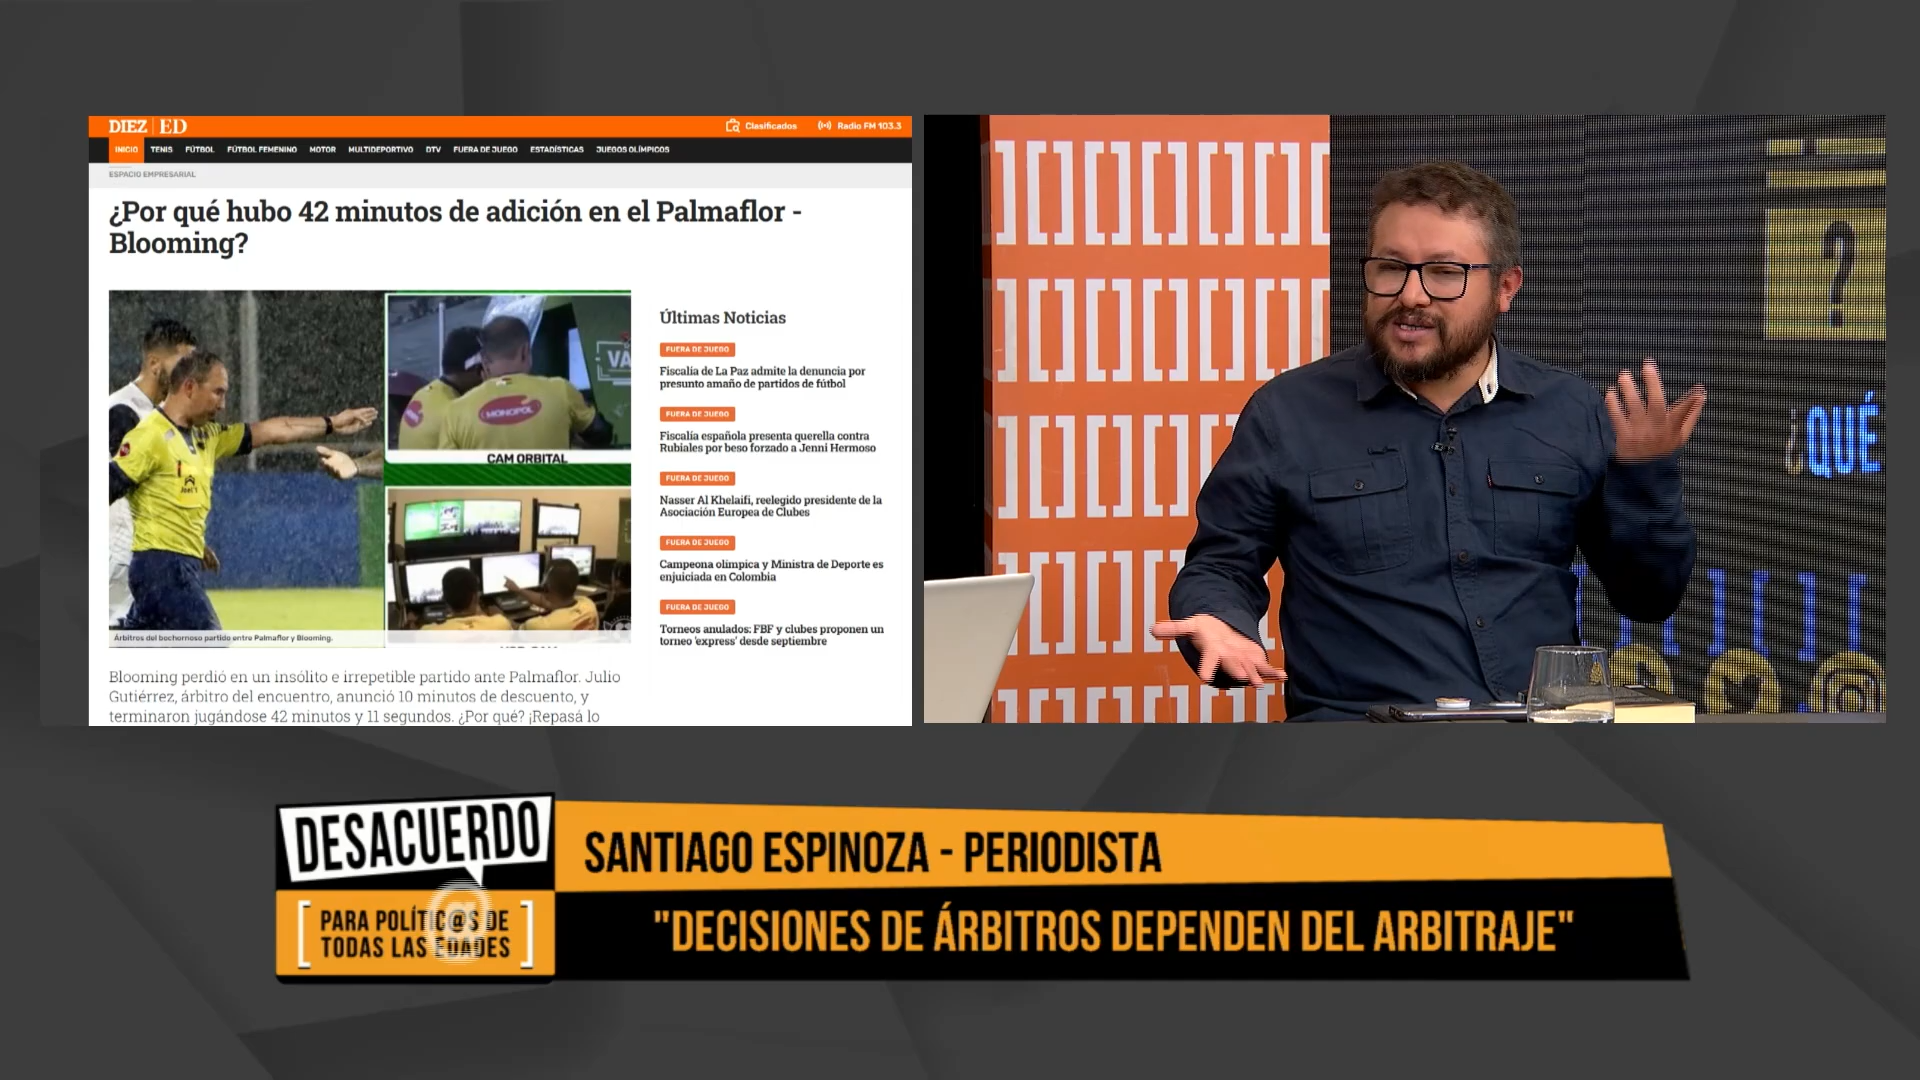 DIEZ | ED
Clasificados
Radio FM 103.3
INICIO TENIS FÚTBOL FÚTBOL FEMENINO MOTOR MULTIDEPORTIVO DTV FUERA DE JUEGO ESTADÍSTICAS JUEGOS OLÍMPICOS
ESPACIO EMPRESARIAL
¿Por qué hubo 42 minutos de adición en el Palmaflor -
Blooming?
MONOPOL
VA
CAM ORBITAL
Árbitros del bochornoso partido entre Palmaflor y Blooming.
Últimas Noticias
FUERA DE JUEGO
Fiscalía de La Paz admite la denuncia por
presunto amaño de partidos de fútbol
FUERA DE JUEGO
Fiscalía española presenta querella contra
Rubiales por beso forzado a Jenni Hermoso
FUERA DE JUEGO
Nasser Al Khelaifi, reelegido presidente de la
Asociación Europea de Clubes
FUERA DE JUEGO
Campeona olímpica y Ministra de Deporte es
enjuiciada en Colombia
FUERA DE JUEGO
Torneos anulados: FBF y clubes proponen un
torneo 'express' desde septiembre
Blooming perdió en un insólito e irrepetible partido ante Palmaflor. Julio
Gutiérrez, árbitro del encuentro, anunció 10 minutos de descuento, y
terminaron jugándose 42 minutos y 11 segundos. ¿Por qué? ¡Repasá lo
?
¿QUÉ
DESACUERDO
[PARA POLÍTIC@S DE
TODAS LAS EDADES]
SANTIAGO ESPINOZA - PERIODISTA
"DECISIONES DE ÁRBITROS DEPENDEN DEL ARBITRAJE"